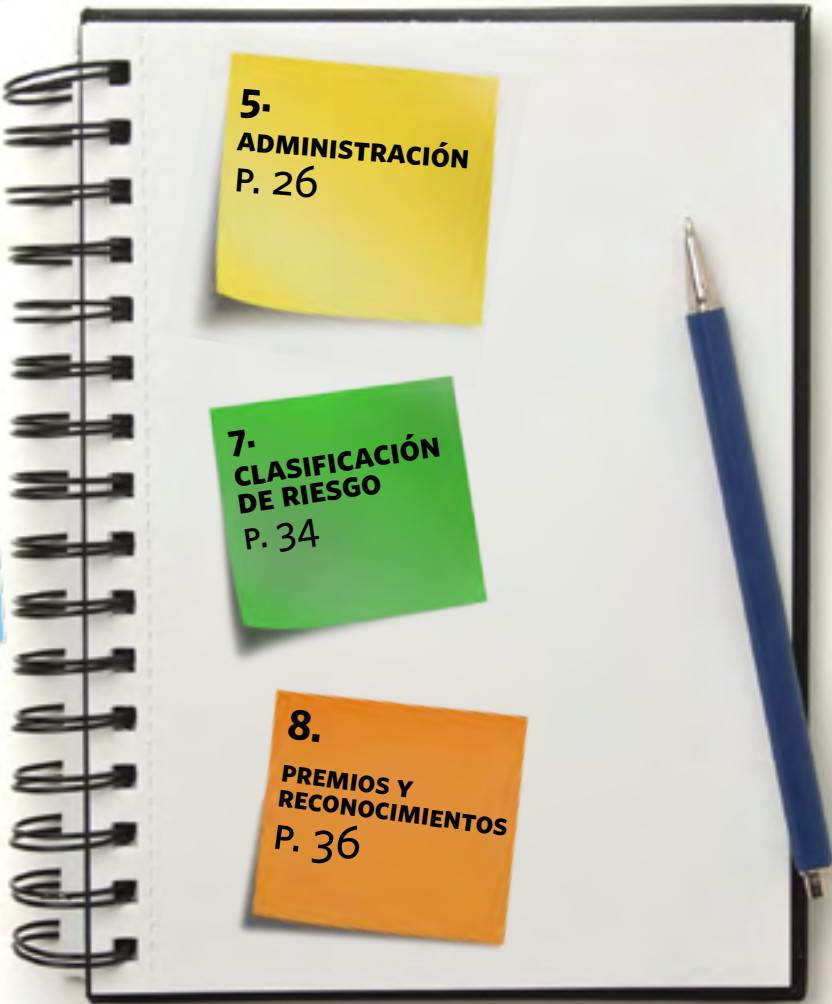 5.
ADMINISTRACIÓN
P. 26
7.
CLASIFICACIÓN
DE RIESGO
P. 34
8.
PREMIOS Y
RECONOCIMIENTOS
P. 36